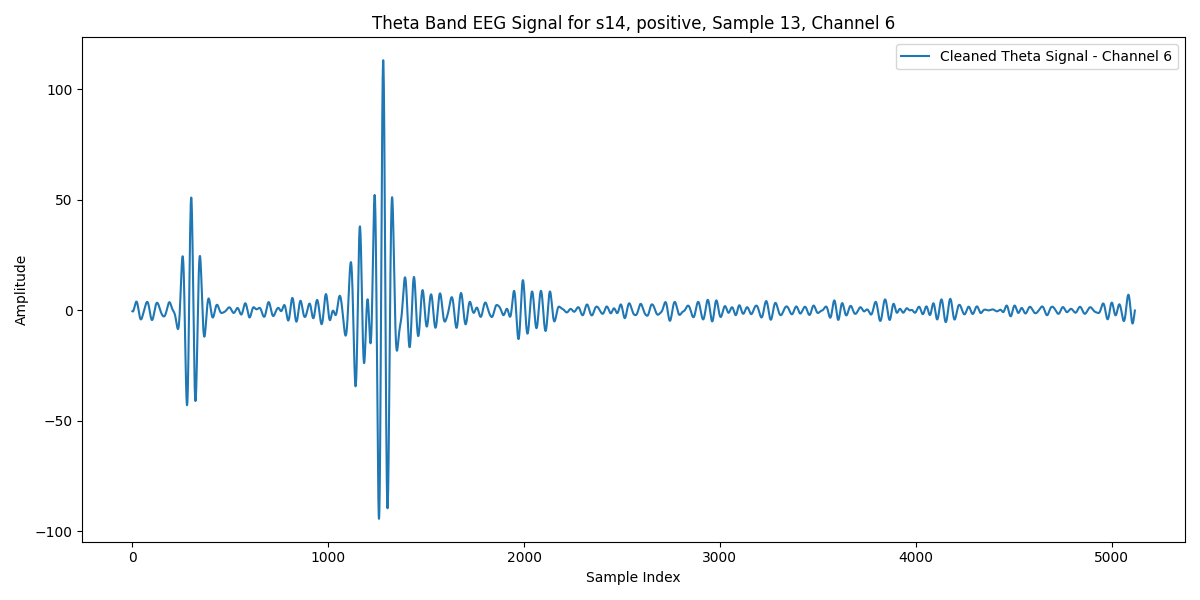 Theta Band EEG Signal for s14, positive, Sample 13, Channel 6
Cleaned Theta Signal - Channel 6
Amplitude
100
50
0
−50
−100
0 1000 2000 3000 4000 5000
Sample Index